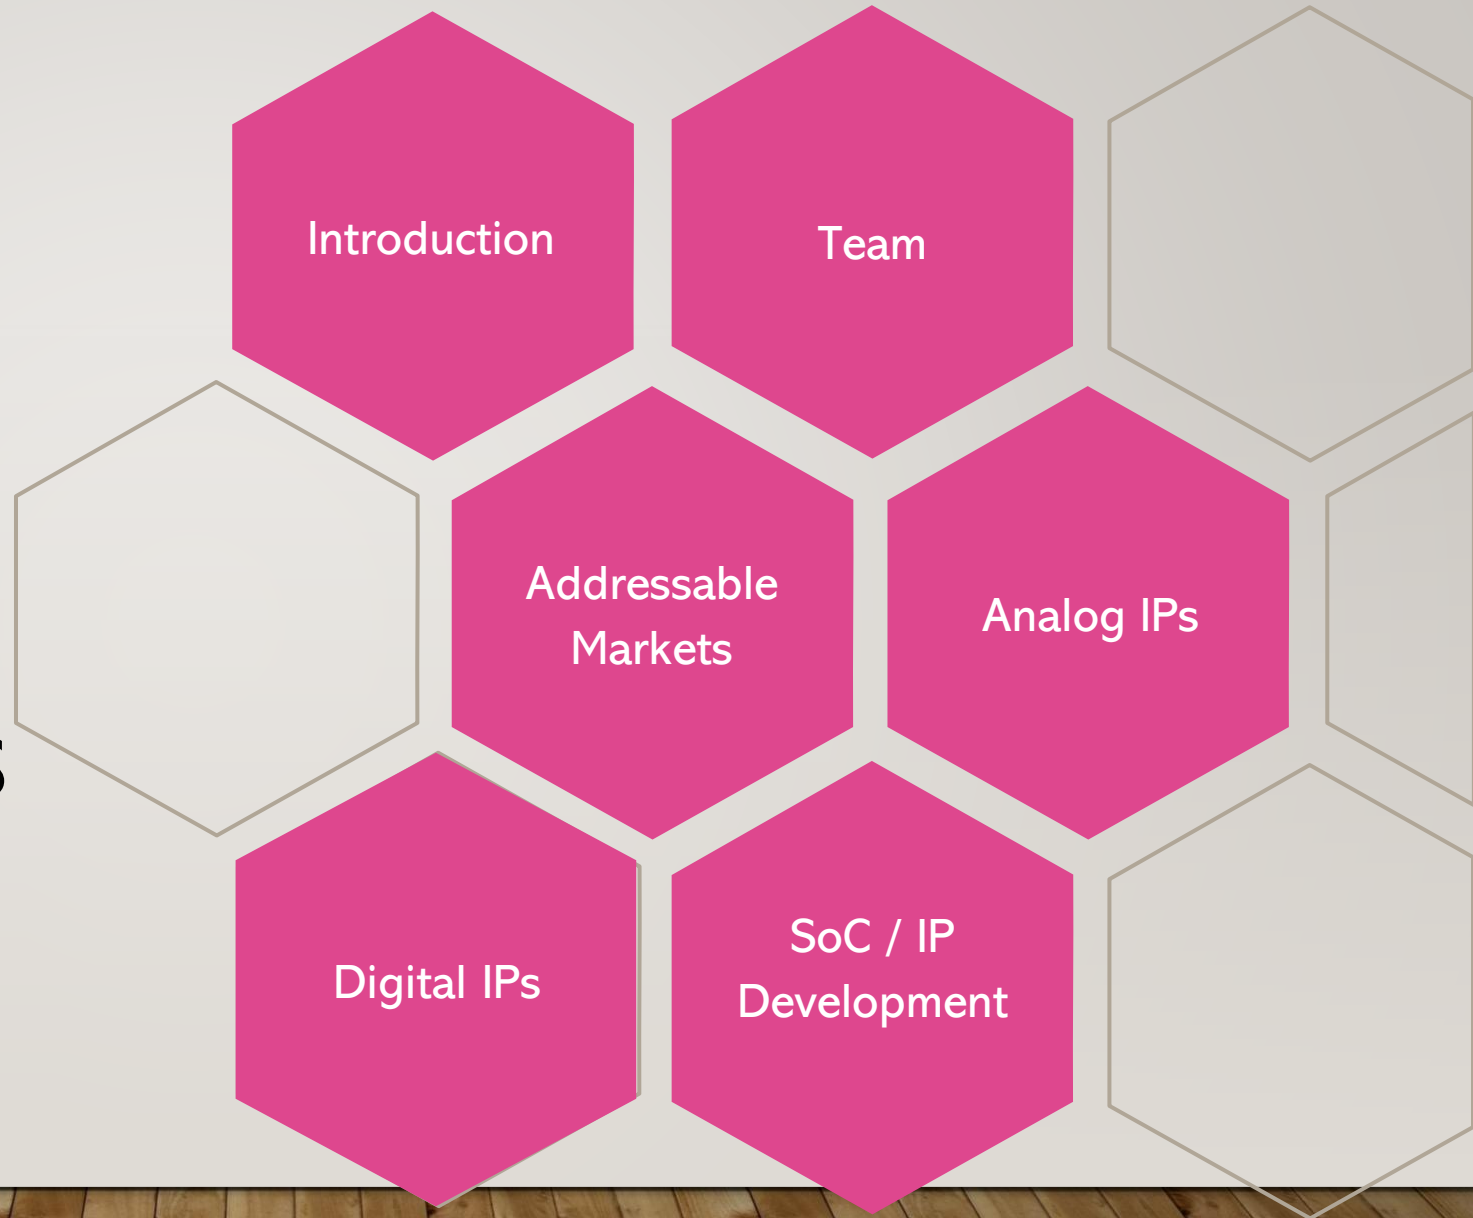 Introduction
Team
Addressable
Markets
Analog IPs
Digital IPs
SoC / IP
Development